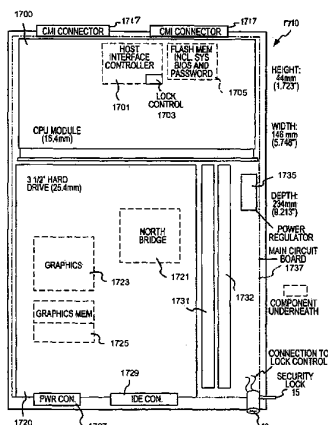 1700
1717
1717
1710
CMI CONNECTOR
CMI CONNECTOR
HOST
INTERFACE
CONTROLLER
1701
LOCK
CONTROL
1703
FLASH MEM
INCL. SYS
BIOS AND
PASSWORD
1705
HEIGHT:
44mm
(1.723")
CPU MODULE
(15.4mm)
WIDTH:
146 mm
(5.748")
3 1/2" HARD
DRIVE (25.4mm)
1735
DEPTH:
234mm
(9.213")
POWER
REGULATOR
NORTH
BRIDGE
1721
MAIN CIRCUIT
BOARD
1737
GRAPHICS
1723
1731
1732
COMPONENT
UNDERNEATH
GRAPHICS MEM
1725
CONNECTION TO
LOCK CONTROL
1729
SECURITY
LOCK
15
PWR CON.
IDE CON.
1720